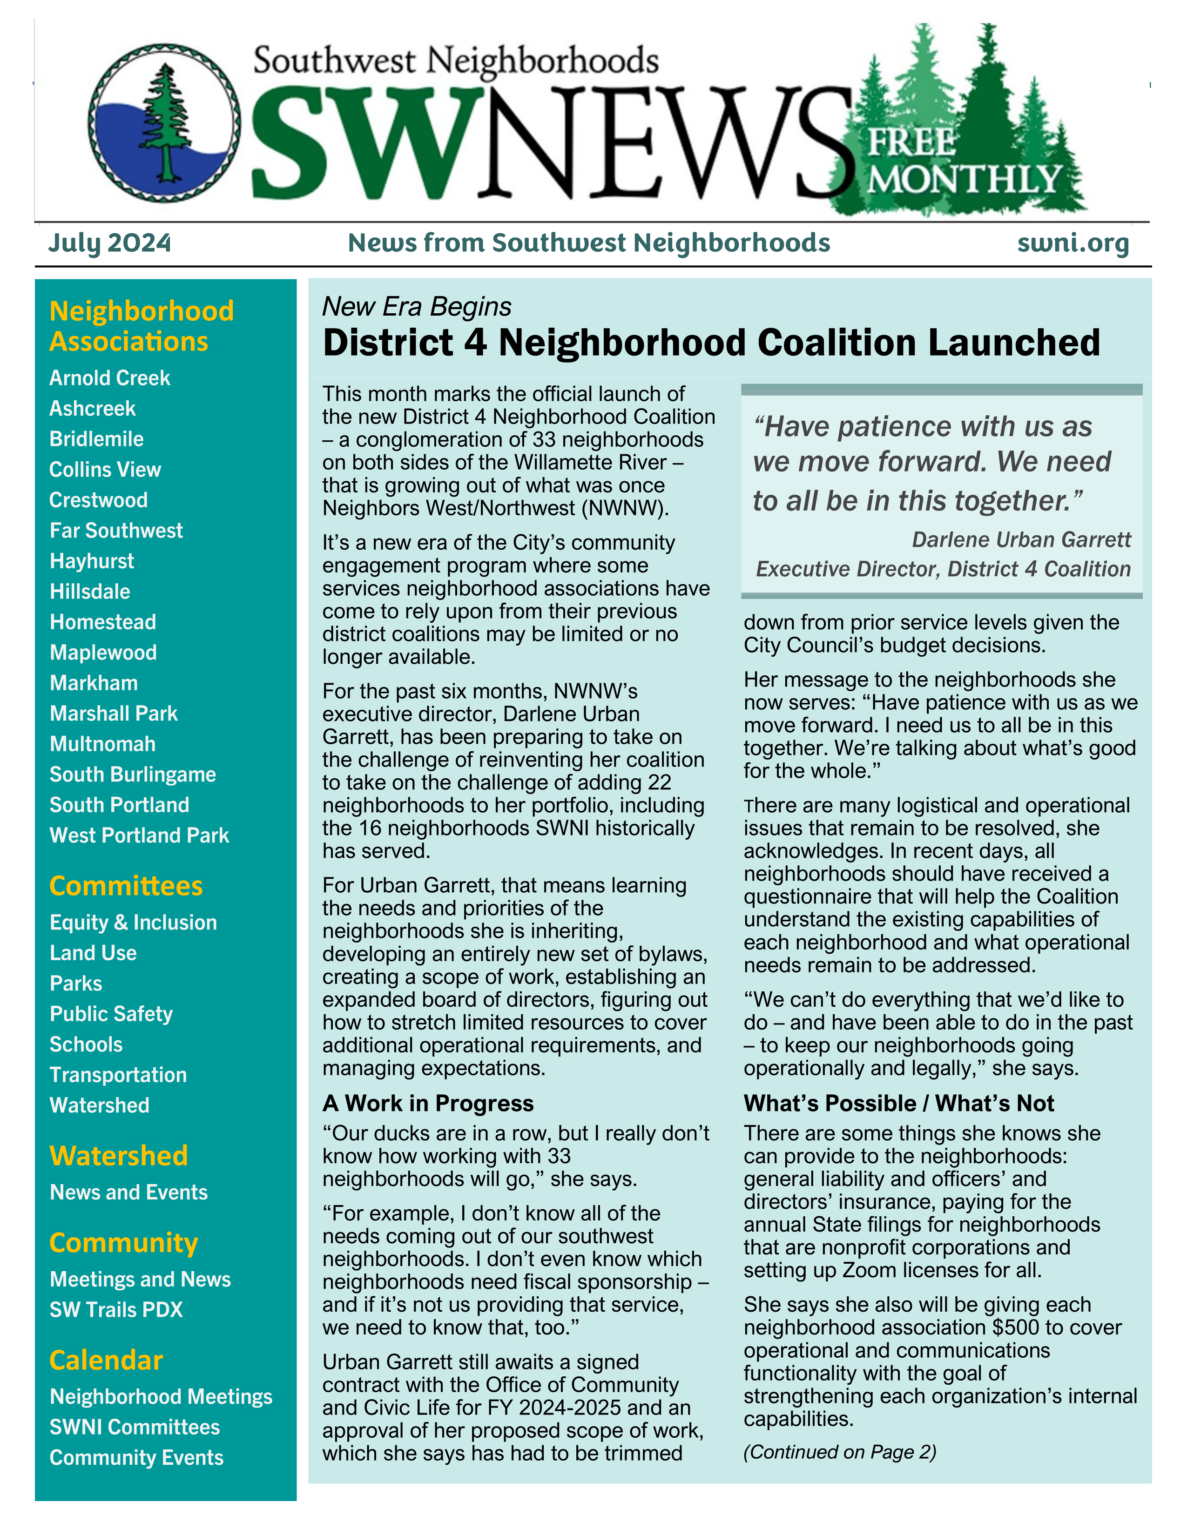 Southwest Neighborhoods
SWNEWS
FREE
MONTHLY
July 2024 News from Southwest Neighborhoods swni.org
Neighborhood
Associations
Arnold Creek
Ashcreek
Bridlemile
Collins View
Crestwood
Far Southwest
Hayhurst
Hillsdale
Homestead
Maplewood
Markham
Marshall Park
Multnomah
South Burlingame
South Portland
West Portland Park
Committees
Equity & Inclusion
Land Use
Parks
Public Safety
Schools
Transportation
Watershed
Watershed
News and Events
Community
Meetings and News
SW Trails PDX
Calendar
Neighborhood Meetings
SWNI Committees
Community Events
New Era Begins
District 4 Neighborhood Coalition Launched
This month marks the official launch of
the new District 4 Neighborhood Coalition
– a conglomeration of 33 neighborhoods
on both sides of the Willamette River –
that is growing out of what was once
Neighbors West/Northwest (NWNW).
It’s a new era of the City’s community
engagement program where some
services neighborhood associations have
come to rely upon from their previous
district coalitions may be limited or no
longer available.
For the past six months, NWNW’s
executive director, Darlene Urban
Garrett, has been preparing to take on
the challenge of reinventing her coalition
to take on the challenge of adding 22
neighborhoods to her portfolio, including
the 16 neighborhoods SWNI historically
has served.
For Urban Garrett, that means learning
the needs and priorities of the
neighborhoods she is inheriting,
developing an entirely new set of bylaws,
creating a scope of work, establishing an
expanded board of directors, figuring out
how to stretch limited resources to cover
additional operational requirements, and
managing expectations.
A Work in Progress
“Our ducks are in a row, but I really don’t
know how working with 33
neighborhoods will go,” she says.
“For example, I don’t know all of the
needs coming out of our southwest
neighborhoods. I don’t even know which
neighborhoods need fiscal sponsorship –
and if it’s not us providing that service,
we need to know that, too.”
Urban Garrett still awaits a signed
contract with the Office of Community
and Civic Life for FY 2024-2025 and an
approval of her proposed scope of work,
which she says has had to be trimmed
“Have patience with us as
we move forward. We need
to all be in this together.”
Darlene Urban Garrett
Executive Director, District 4 Coalition
down from prior service levels given the
City Council’s budget decisions.
Her message to the neighborhoods she
now serves: “Have patience with us as we
move forward. I need us to all be in this
together. We’re talking about what’s good
for the whole.”
There are many logistical and operational
issues that remain to be resolved, she
acknowledges. In recent days, all
neighborhoods should have received a
questionnaire that will help the Coalition
understand the existing capabilities of
each neighborhood and what operational
needs remain to be addressed.
“We can’t do everything that we’d like to
do – and have been able to do in the past
– to keep our neighborhoods going
operationally and legally,” she says.
What’s Possible / What’s Not
There are some things she knows she
can provide to the neighborhoods:
general liability and officers’ and
directors’ insurance, paying for the
annual State filings for neighborhoods
that are nonprofit corporations and
setting up Zoom licenses for all.
She says she also will be giving each
neighborhood association $500 to cover
operational and communications
functionality with the goal of
strengthening each organization’s internal
capabilities.
(Continued on Page 2)